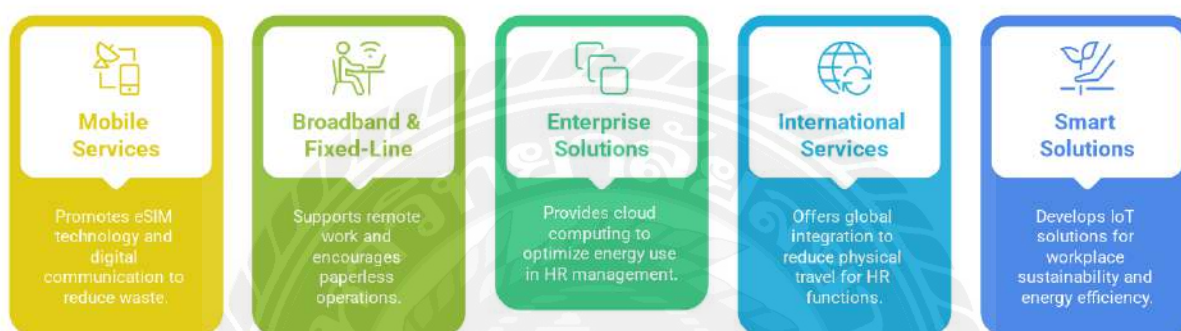 Mobile
Services
Promotes eSIM
technology and
digital
communication to
reduce waste.
Broadband &
Fixed-Line
Supports remote
work and
encourages
paperless
operations.
Enterprise
Solutions
Provides cloud
computing to
optimize energy use
in HR management.
International
Services
Offers global
integration to
reduce physical
travel for HR
functions.
Smart
Solutions
Develops IoT
solutions for
workplace
sustainability and
energy efficiency.